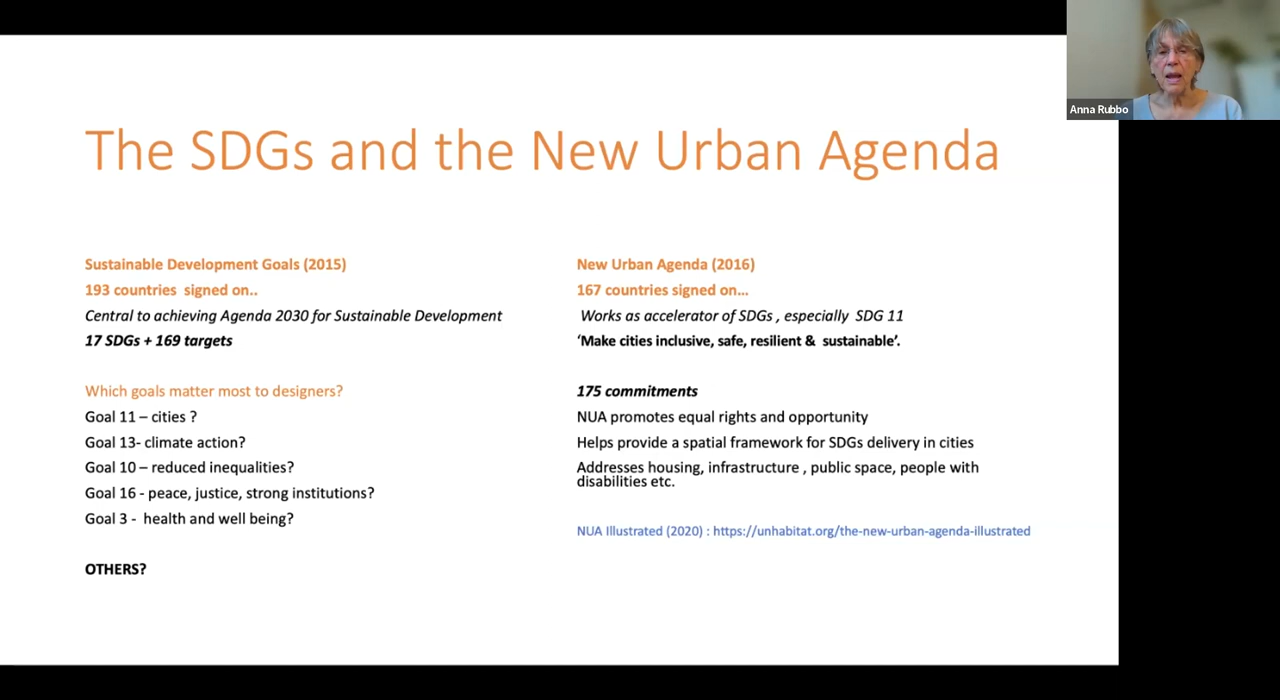 Anna Rubbo
The SDGs and the New Urban Agenda
Sustainable Development Goals (2015)
193 countries signed on..
Central to achieving Agenda 2030 for Sustainable Development
17 SDGs + 169 targets
Which goals matter most to designers?
Goal 11 – cities ?
Goal 13- climate action?
Goal 10 – reduced inequalities?
Goal 16 - peace, justice, strong institutions?
Goal 3 - health and well being?
OTHERS?
New Urban Agenda (2016)
167 countries signed on...
Works as accelerator of SDGs , especially SDG 11
‘Make cities inclusive, safe, resilient & sustainable’.
175 commitments
NUA promotes equal rights and opportunity
Helps provide a spatial framework for SDGs delivery in cities
Addresses housing, infrastructure , public space, people with
disabilities etc.
NUA Illustrated (2020) : https://unhabitat.org/the-new-urban-agenda-illustrated